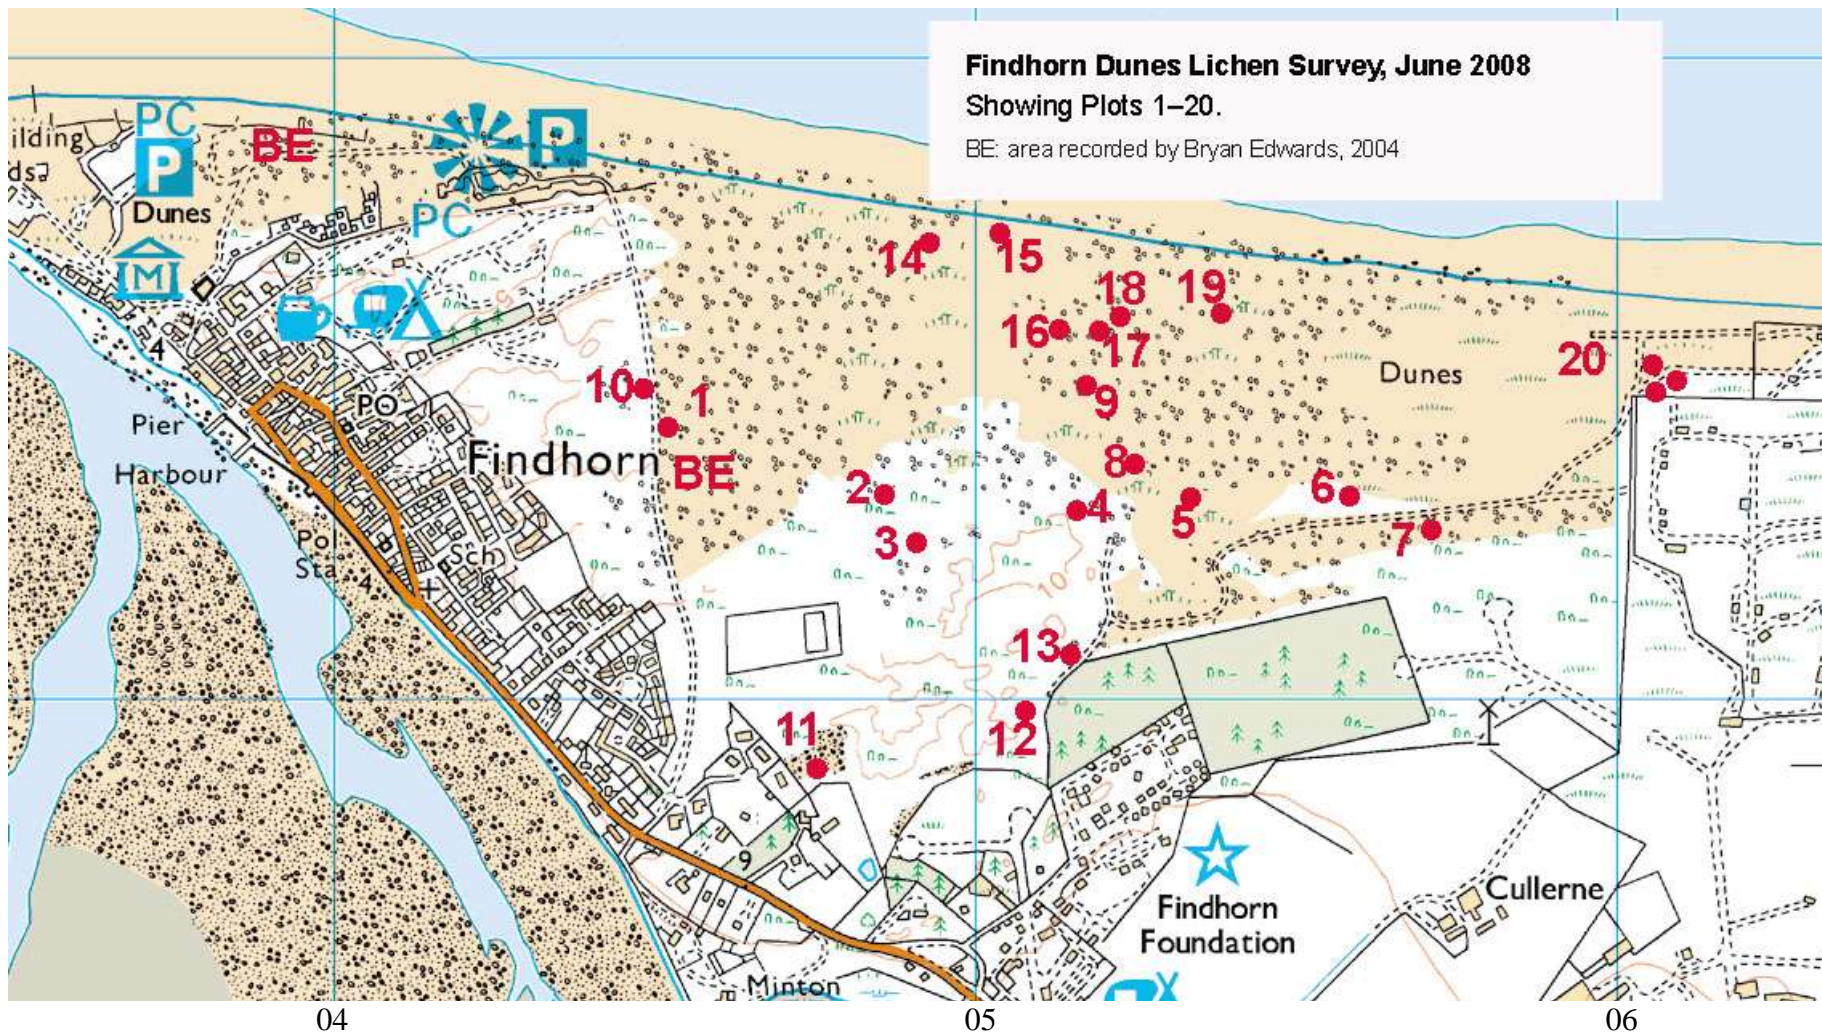 Findhorn Dunes Lichen Survey, June 2008
Showing Plots 1–20.
BE: area recorded by Bryan Edwards, 2004
PC
BE
P
P
ilding
ds
Dunes
PC
M
14
15
18
19
16
17
20
Dunes
4
10
1
9
PO
Pier
Harbour
Findhorn
BE
8
2
4
5
6
7
3
Pol
Sta
4
Sch
5
10
13
12
11
9
Findhorn
Foundation
Cullerne
Minton
04
05
06